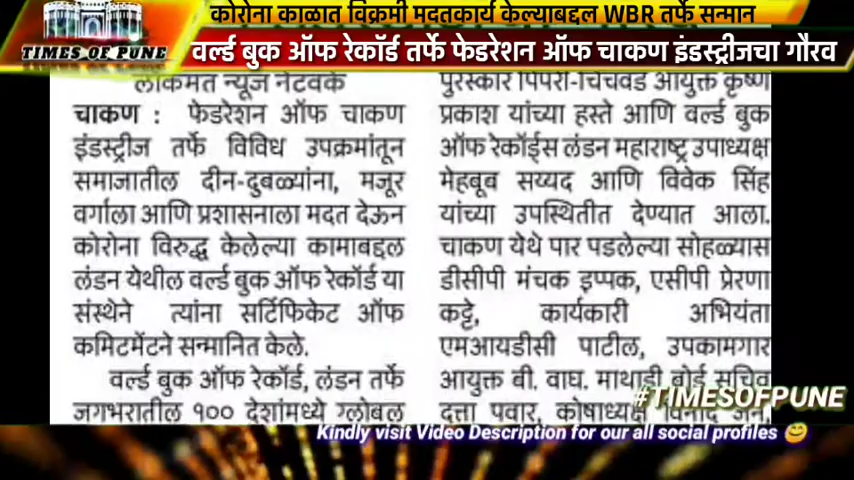 कोरोना काळात विक्रमी मदतकार्य केल्याबद्दल WBR तर्फे सन्मान
TIMES OF PUNE
वर्ल्ड बुक ऑफ रेकॉर्ड तर्फे फेडरेशन ऑफ चाकण इंडस्ट्रीजचा गौरव
लोकमत न्यूज नेटवर्क
चाकण : फेडरेशन ऑफ चाकण
इंडस्ट्रीज तर्फे विविध उपक्रमांतून
समाजातील दीन-दुबळ्यांना, मजूर
वर्गाला आणि प्रशासनाला मदत देऊन
कोरोना विरुद्ध केलेल्या कामाबद्दल
लंडन येथील वर्ल्ड बुक ऑफ रेकॉर्ड या
संस्थेने त्यांना सर्टिफिकेट ऑफ
कमिटमेंटने सन्मानित केले.
वर्ल्ड बुक ऑफ रेकॉर्ड, लंडन तर्फे
जगभरातील १०० देशांमध्ये ग्लोबल
पुरस्कार पिंपरी-चिंचवड आयुक्त कृष्ण
प्रकाश यांच्या हस्ते आणि वर्ल्ड बुक
ऑफ रेकॉर्ड्स लंडन महाराष्ट्र उपाध्यक्ष
मेहबूब सय्यद आणि विवेक सिंह
यांच्या उपस्थितीत देण्यात आला.
चाकण येथे पार पडलेल्या सोहळ्यास
डीसीपी मंचक इप्पक, एसीपी प्रेरणा
कट्टे, कार्यकारी अभियंता
एमआयडीसी पाटील, उपकामगार
आयुक्त बी. वाघ. माथाडी बोर्ड सचिव
दत्ता पवार, कोषाध्यक्ष विनोद जैन,
#TIMESOFPUNE
Kindly visit Video Description for our all social profiles 😊